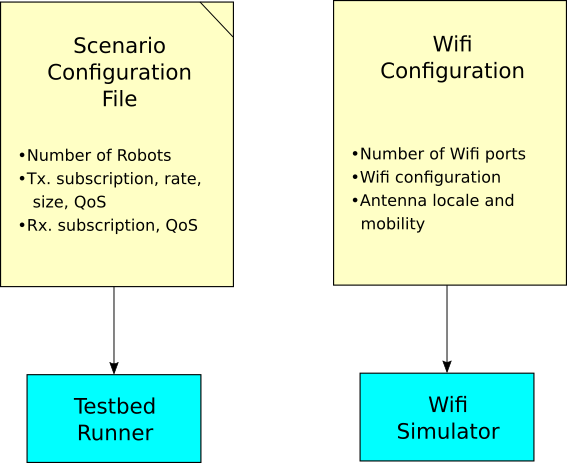 Scenario
Configuration
File
•Number of Robots
•Tx. subscription, rate,
size, QoS
•Rx. subscription, QoS
Wifi
Configuration
•Number of Wifi ports
•Wifi configuration
•Antenna locale and
mobility
Testbed
Runner
Wifi
Simulator